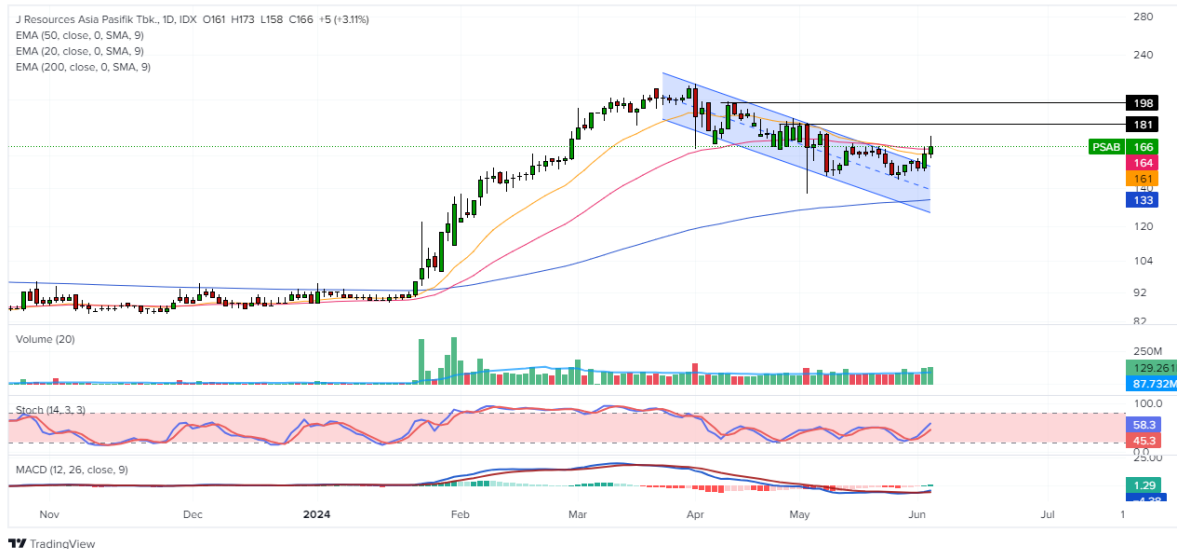 J Resources Asia Pasifik Tbk., 1D, IDX O161 H173 L158 C166 +5 (+3.11%)
EMA (50, close, 0, SMA, 9)
EMA (20, close, 0, SMA, 9)
EMA (200, close, 0, SMA, 9)
280
240
198
181
PSAB 166
164
161
140
133
120
104
92
82
Volume (20)
250M
129.261
87.732M
Stoch (14, 3, 3)
100.0
58.3
45.3
0.0
MACD (12, 26, close, 9)
25.00
1.29
-4.38
Nov Dec 2024 Feb Mar Apr May Jun Jul 1
TradingView